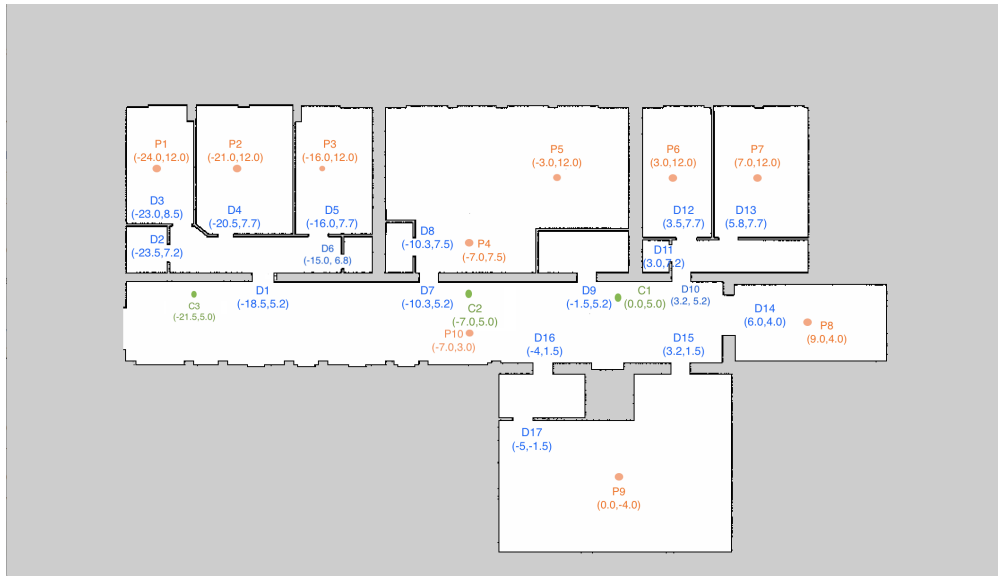 P1
(-24.0,12.0)
P2
(-21.0,12.0)
P3
(-16.0,12.0)
P5
(-3.0,12.0)
P6
(3.0,12.0)
P7
(7.0,12.0)
D3
(-23.0,8.5)
D4
(-20.5,7.7)
D5
(-16.0,7.7)
D12
(3.5,7.7)
D13
(5.8,7.7)
D2
(-23.5,7.2)
D6
(-15.0, 6.8)
D8
(-10.3,7.5)
P4
(-7.0,7.5)
D11
(3.0,7.2)
D1
(-18.5,5.2)
D7
(-10.3,5.2)
D9
(-1.5,5.2)
C1
(0.0,5.0)
D10
(3.2, 5.2)
C3
(-21.5,5.0)
C2
(-7.0,5.0)
D14
(6.0,4.0)
P8
(9.0,4.0)
P10
(-7.0,3.0)
D16
(-4,1.5)
D15
(3.2,1.5)
D17
(-5,-1.5)
P9
(0.0,-4.0)